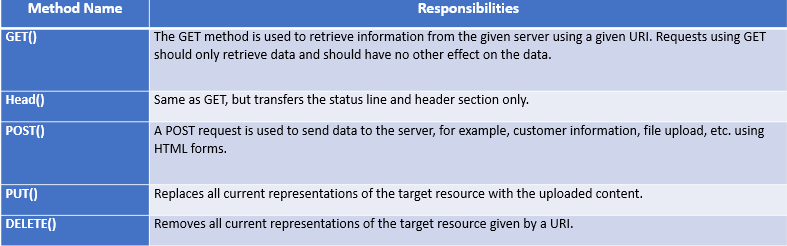 Method Name Responsibilities
GET() The GET method is used to retrieve information from the given server using a given URI. Requests using GET
should only retrieve data and should have no other effect on the data.
Head() Same as GET, but transfers the status line and header section only.
POST() A POST request is used to send data to the server, for example, customer information, file upload, etc. using
HTML forms.
PUT() Replaces all current representations of the target resource with the uploaded content.
DELETE() Removes all current representations of the target resource given by a URI.